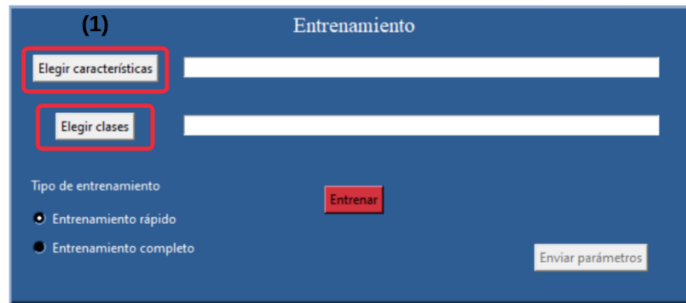 (1)
Entrenamiento
Elegir características
Elegir clases
Tipo de entrenamiento
Entrenar
Entrenamiento rápido
Entrenamiento completo
Enviar parámetros